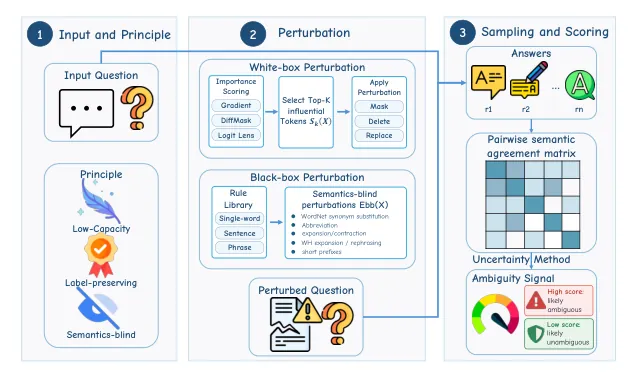 1 Input and Principle
Input Question
Principle
Low-Capacity
Label-preserving
Semantics-blind
2 Perturbation
White-box Perturbation
Importance
Scoring
Gradient
DiffMask
Logit Lens
Select Top-K
influential
Tokens Sₖ(X)
Apply
Perturbation
Mask
Delete
Replace
Black-box Perturbation
Rule
Library
Single-word
Sentence
Phrase
Semantics-blind
perturbations Ebb(X)
WordNet synonym substitution
Abbreviation
expansion/contraction
WH expansion / rephrasing
short prefixes
Perturbed Question
3 Sampling and Scoring
Answers
A
A
A
...
r1 r2 rn
Pairwise semantic
agreement matrix
Uncertainty Method
Ambiguity Signal
High score:
likely
ambiguous
Low score:
likely
unambiguous